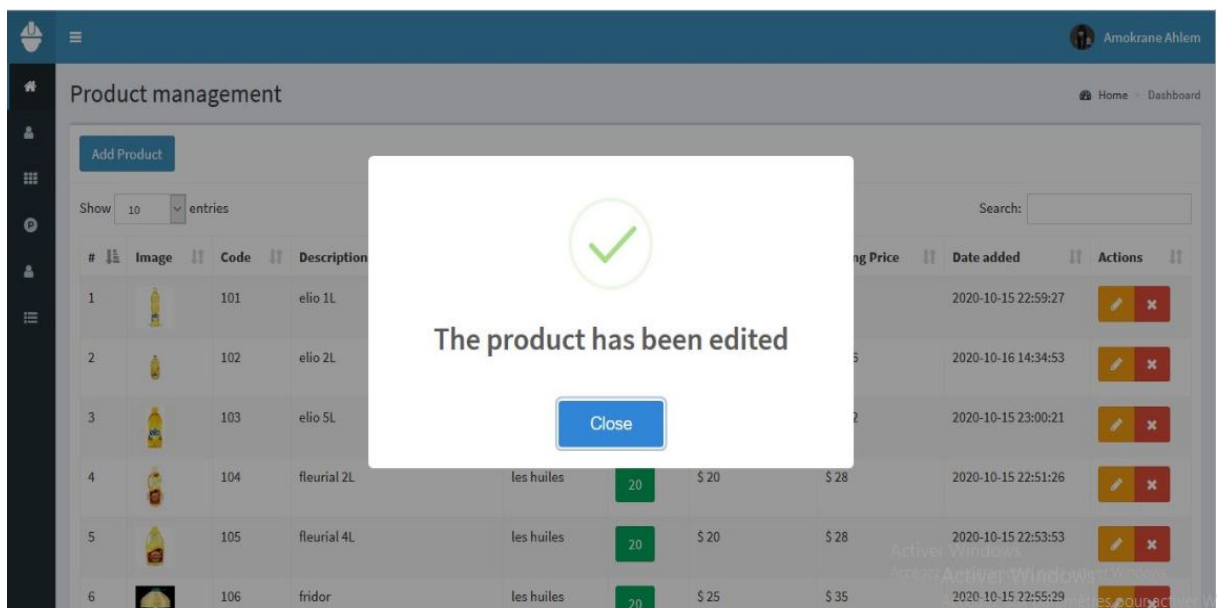 Amokrane Ahlem
Product management
Home > Dashboard
Add Product
Show 10 entries
Search:
# Image Code Description ng Price Date added Actions
1 101 elio 1L 2020-10-15 22:59:27
2 102 elio 2L 2020-10-16 14:34:53
3 103 elio 5L 2020-10-15 23:00:21
The product has been edited
Close
4 104 fleurial 2L les huiles 20 $ 20 $ 28 2020-10-15 22:51:26
5 105 fleurial 4L les huiles 20 $ 20 $ 28 2020-10-15 22:53:53
Activer Windows
Activer Windows
6 106 fridor les huiles 20 $ 25 $ 35 2020-10-15 22:55:29